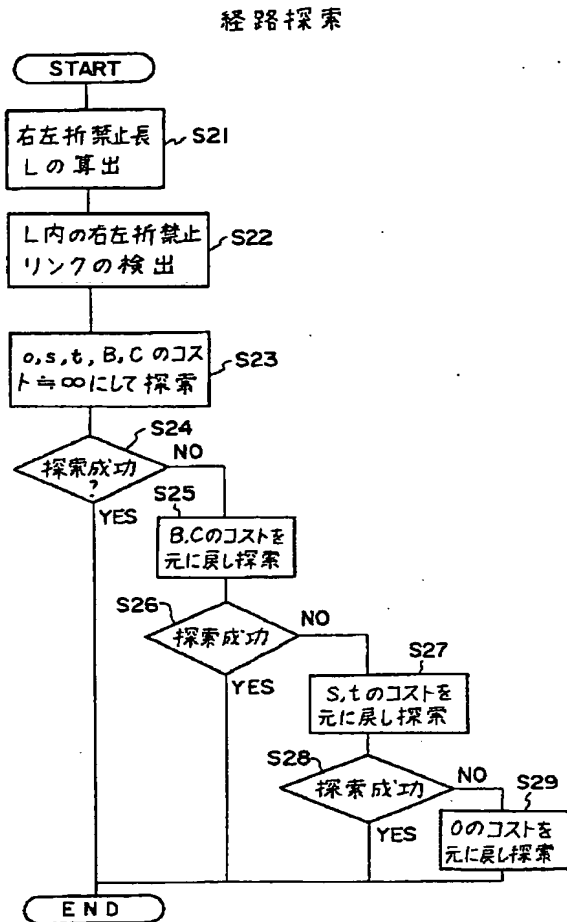 経路探索
START
右左折禁止長
Lの算出
S21
L内の右左折禁止
リンクの検出
S22
o,s,t,B,Cのコス
ト≒∞にして探索
S23
S24
探索成功
?
NO
YES
S25
B,Cのコストを
元に戻し探索
S26
探索成功
NO
YES
S27
s,tのコストを
元に戻し探索
S28
探索成功
NO
YES
S29
oのコストを
元に戻し探索
END